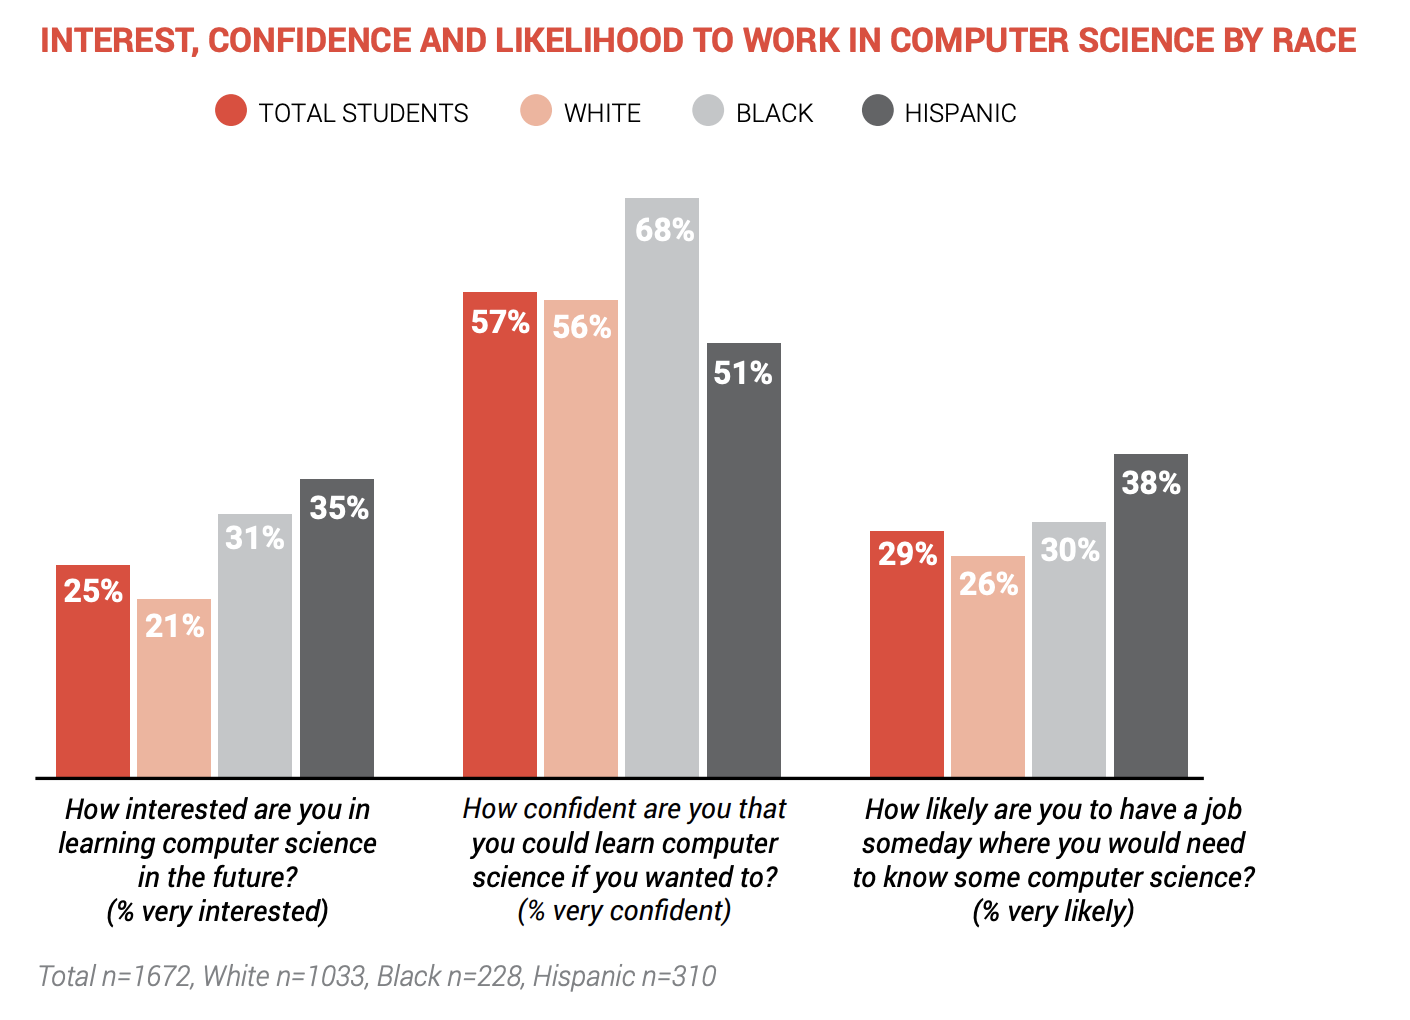 INTEREST, CONFIDENCE AND LIKELIHOOD TO WORK IN COMPUTER SCIENCE BY RACE
TOTAL STUDENTS WHITE BLACK HISPANIC
25% 21% 31% 35%
57% 56% 68% 51%
29% 26% 30% 38%
How interested are you in
learning computer science
in the future?
(% very interested)
How confident are you that
you could learn computer
science if you wanted to?
(% very confident)
How likely are you to have a job
someday where you would need
to know some computer science?
(% very likely)
Total n=1672, White n=1033, Black n=228, Hispanic n=310